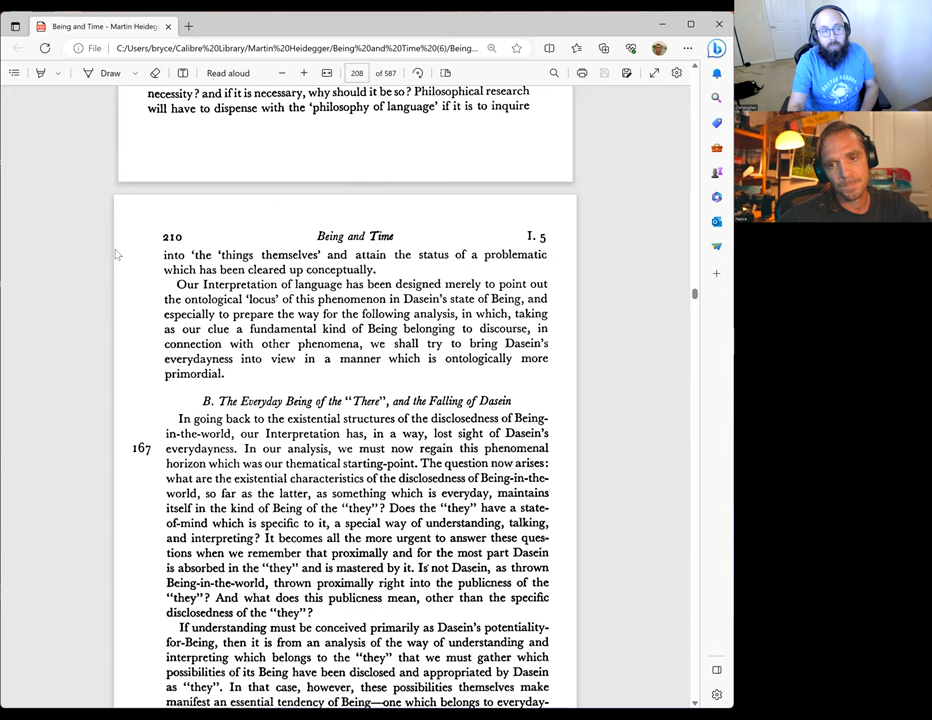 Being and Time - Martin Heideg
File
C:/Users/bryce/Calibre%20Library/Martin%20Heidegger/Being%20and%20Time%20(6)/Being...
Draw
Read aloud
208 of 587
necessity? and if it is necessary, why should it be so? Philosophical research
will have to dispense with the 'philosophy of language' if it is to inquire
210 Being and Time I. 5
into 'the 'things themselves' and attain the status of a problematic
which has been cleared up conceptually.
Our Interpretation of language has been designed merely to point out
the ontological 'locus' of this phenomenon in Dasein's state of Being, and
especially to prepare the way for the following analysis, in which, taking
as our clue a fundamental kind of Being belonging to discourse, in
connection with other phenomena, we shall try to bring Dasein's
everydayness into view in a manner which is ontologically more
primordial.
B. The Everyday Being of the "There", and the Falling of Dasein
In going back to the existential structures of the disclosedness of Being-
in-the-world, our Interpretation has, in a way, lost sight of Dasein's
167 everydayness. In our analysis, we must now regain this phenomenal
horizon which was our thematical starting-point. The question now arises:
what are the existential characteristics of the disclosedness of Being-in-the-
world, so far as the latter, as something which is everyday, maintains
itself in the kind of Being of the "they"? Does the "they" have a state-
of-mind which is specific to it, a special way of understanding, talking,
and interpreting? It becomes all the more urgent to answer these ques-
tions when we remember that proximally and for the most part Dasein
is absorbed in the "they" and is mastered by it. Is not Dasein, as thrown
Being-in-the-world, thrown proximally right into the publicness of the
"they"? And what does this publicness mean, other than the specific
disclosedness of the "they"?
If understanding must be conceived primarily as Dasein's potentiality-
for-Being, then it is from an analysis of the way of understanding and
interpreting which belongs to the "they" that we must gather which
possibilities of its Being have been disclosed and appropriated by Dasein
as "they". In that case, however, these possibilities themselves make
manifest an essential tendency of Being—one which belongs to everyday-